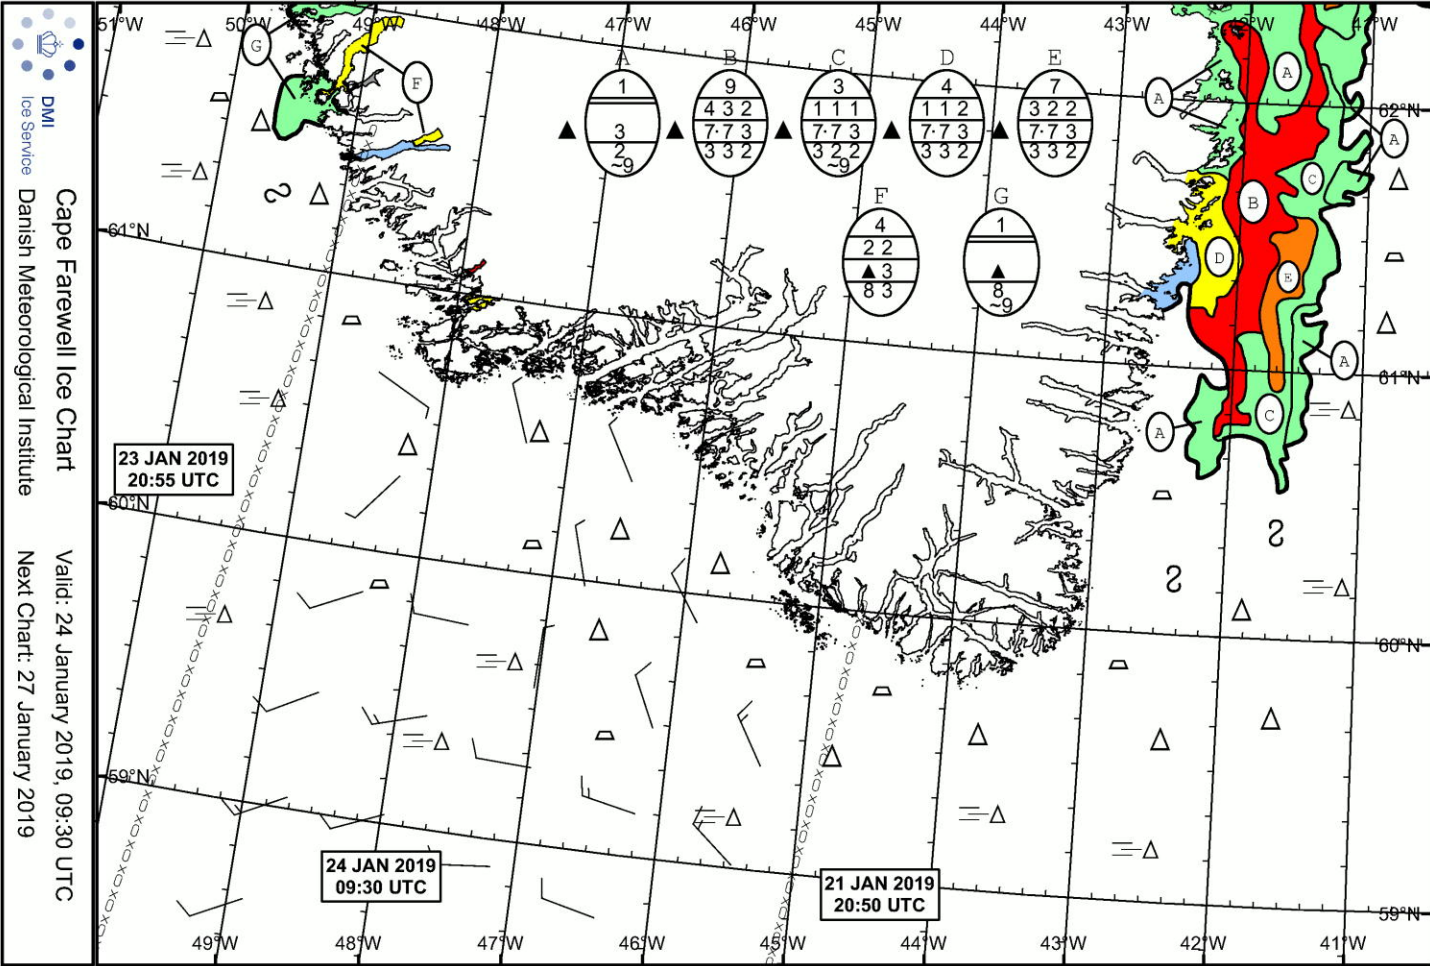 DMI
Ice Service
Cape Farewell Ice Chart
Danish Meteorological Institute
Valid: 24 January 2019, 09:30 UTC
Next Chart: 27 January 2019
51°W
50°W
49°W
48°W
47°W
46°W
45°W
44°W
43°W
42°W
41°W
G
F
A
B
C
D
E
1
9
3
4
7
4 3 2
1 1 1
1 1 2
3 2 2
3
7·7 3
7·7 3
7·7 3
7·7 3
2
3 3 2
3 2 2
3 3 2
3 3 2
~9
~9
F
G
4
1
2 2
3
8 3
8
~9
A
A
62°N
A
C
B
D
E
A
A
C
61°N
61°N
23 JAN 2019
20:55 UTC
60°N
60°N
59°N
24 JAN 2019
09:30 UTC
21 JAN 2019
20:50 UTC
59°N
49°W
48°W
47°W
46°W
45°W
44°W
43°W
42°W
41°W